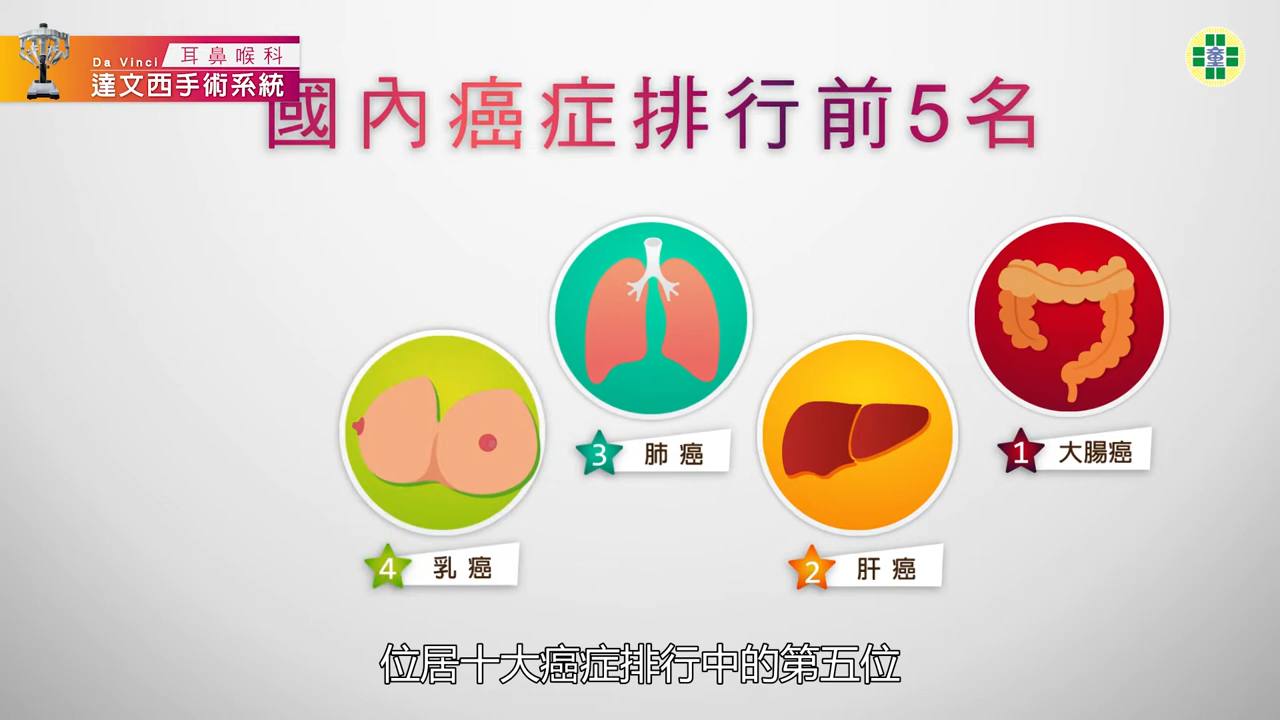 耳鼻喉科
Da Vinci
達文西手術系統
童
國內癌症排行前5名
3 肺癌
1 大腸癌
4 乳癌
2 肝癌
位居十大癌症排行中的第五位